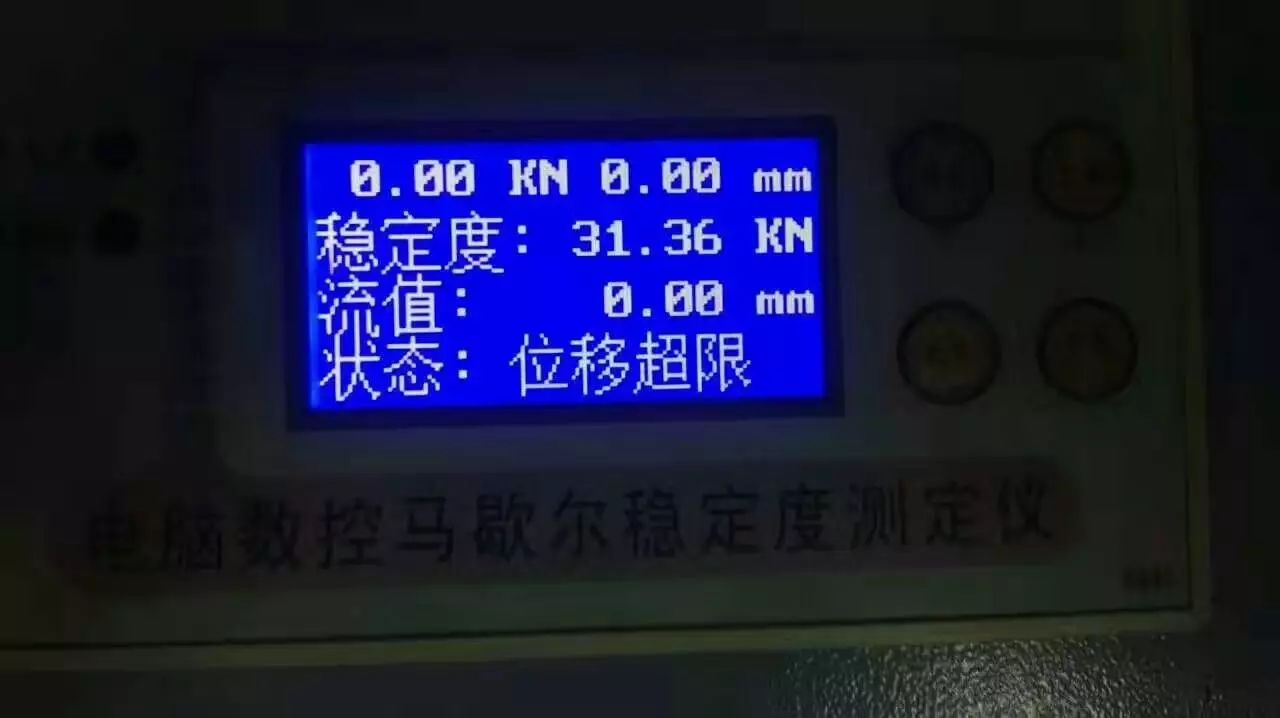 0.00 KN 0.00 mm
稳定度： 31.36 KN
流值： 0.00 mm
状态： 位移超限
电脑数控马歇尔稳定度测定仪